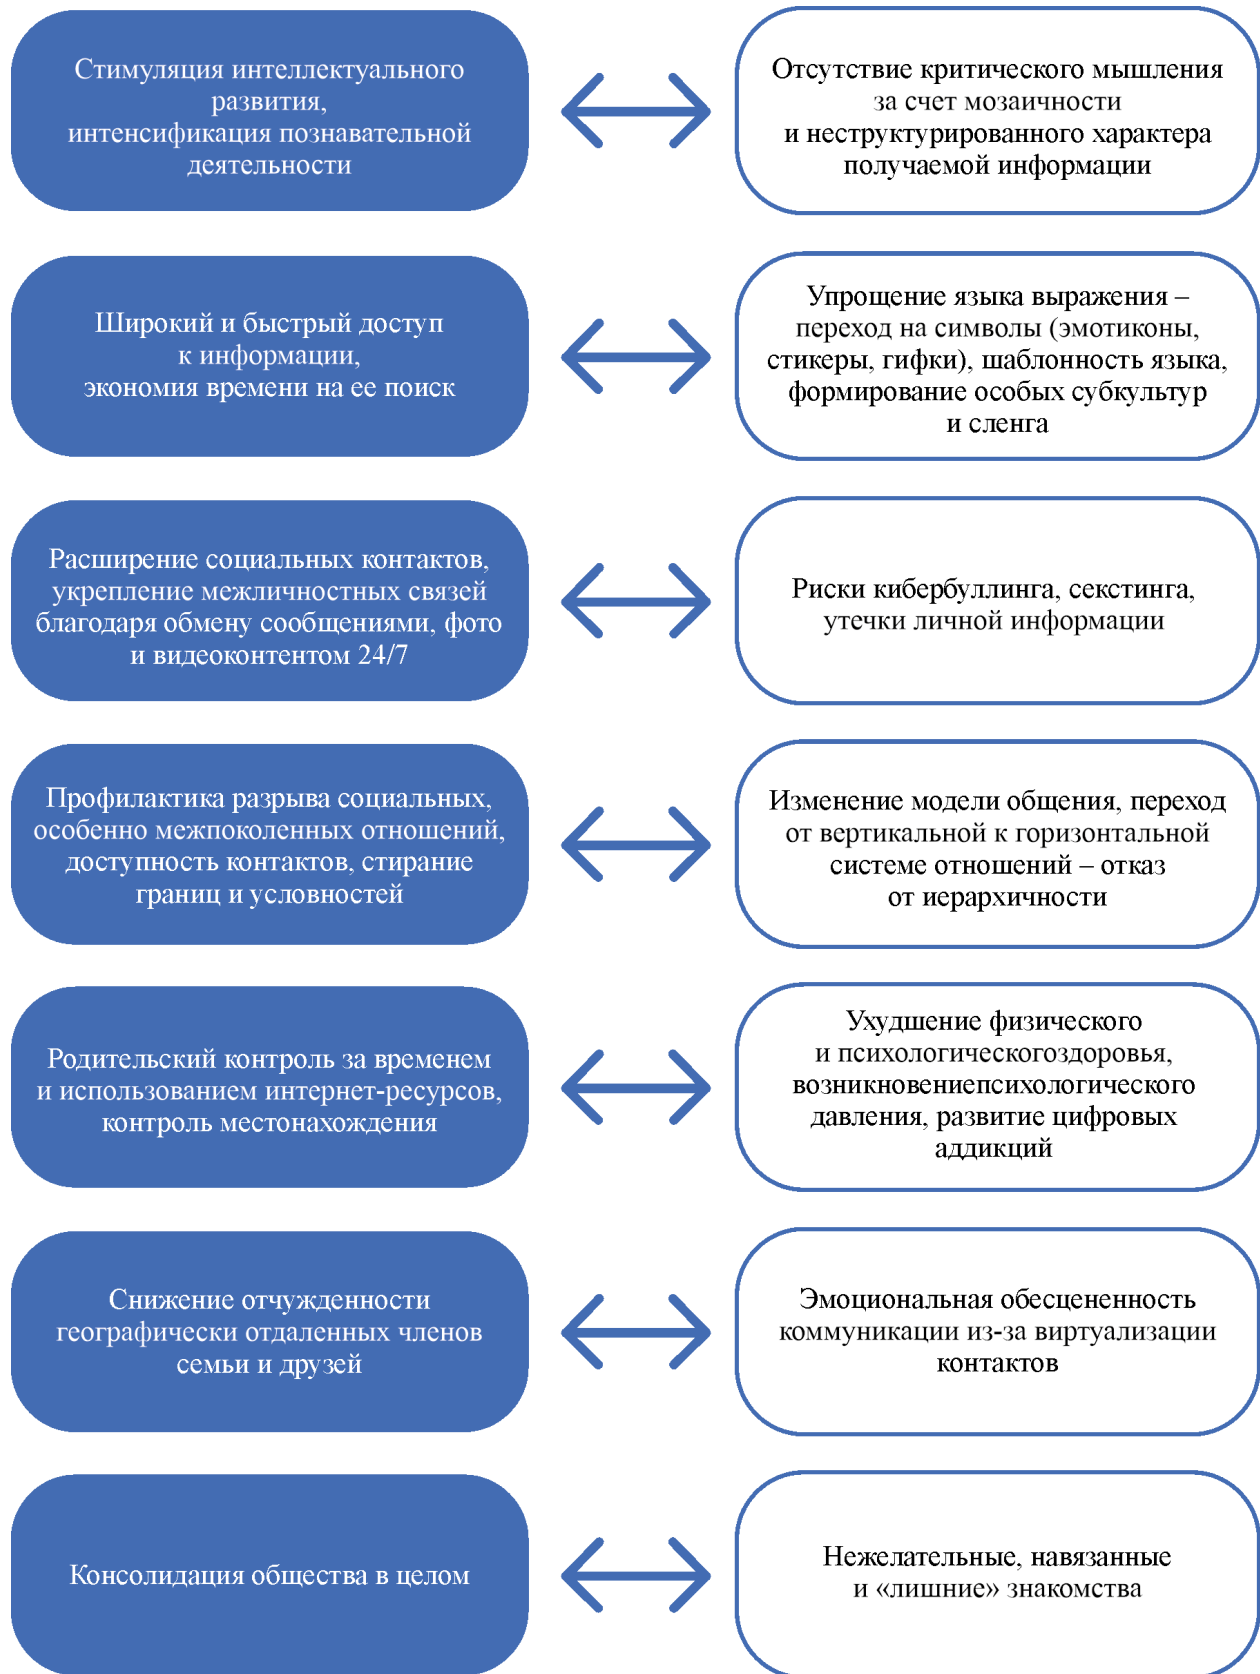 Стимуляция интеллектуального
развития,
интенсификация познавательной
деятельности
Отсутствие критического мышления
за счет мозаичности
и неструктурированного характера
получаемой информации
Широкий и быстрый доступ
к информации,
экономия времени на ее поиск
Упрощение языка выражения –
переход на символы (эмотиконы,
стикеры, гифки), шаблонность языка,
формирование особых субкультур
и сленга
Расширение социальных контактов,
укрепление межличностных связей
благодаря обмену сообщениями, фото
и видеоконтентом 24/7
Риски кибербуллинга, секстинга,
утечки личной информации
Профилактика разрыва социальных,
особенно межпоколенных отношений,
доступность контактов, стирание
границ и условностей
Изменение модели общения, переход
от вертикальной к горизонтальной
системе отношений – отказ
от иерархичности
Родительский контроль за временем
и использованием интернет-ресурсов,
контроль местонахождения
Ухудшение физического
и психологическогоздоровья,
возникновениепсихологического
давления, развитие цифровых
аддикций
Снижение отчужденности
географически отдаленных членов
семьи и друзей
Эмоциональная обесцененность
коммуникации из-за виртуализации
контактов
Консолидация общества в целом
Нежелательные, навязанные
и «лишние» знакомства